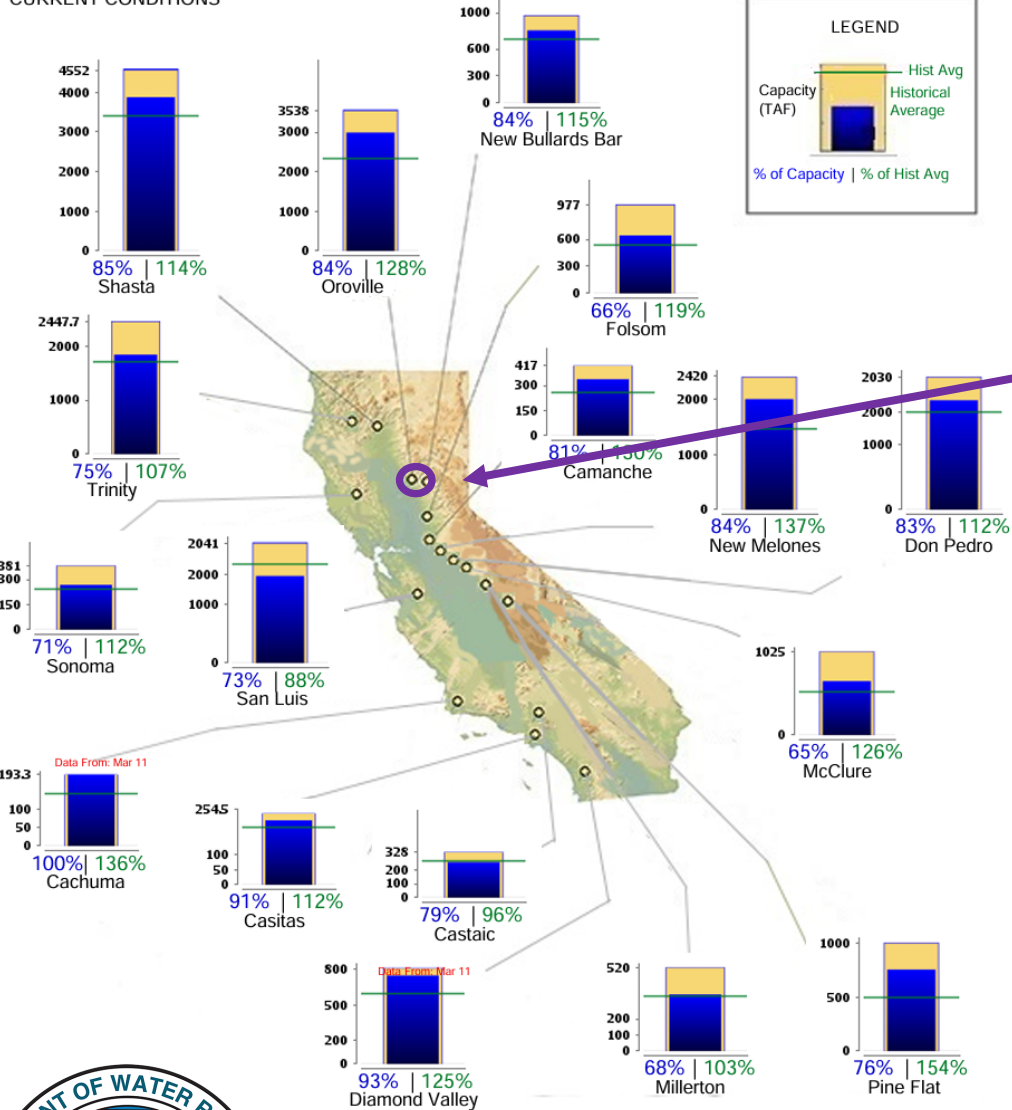 CURRENT CONDITIONS
LEGEND
Hist Avg
Capacity
(TAF)
Historical
Average
% of Capacity | % of Hist Avg
1000
600
300
0
84% | 115%
New Bullards Bar
4552
4000
3000
2000
1000
0
85% | 114%
Shasta
3538
3000
2000
1000
0
84% | 128%
Oroville
977
600
300
0
66% | 119%
Folsom
2447.7
2000
1000
0
75% | 107%
Trinity
417
300
150
0
81% | 130%
Camanche
2420
2000
1000
0
84% | 137%
New Melones
2030
2000
1000
0
83% | 112%
Don Pedro
381
300
150
0
71% | 112%
Sonoma
2041
2000
1000
0
73% | 88%
San Luis
1025
0
65% | 126%
McClure
Data From: Mar 11
193.3
100
50
0
100% | 136%
Cachuma
254.5
100
50
0
91% | 112%
Casitas
328
200
100
0
79% | 96%
Castaic
800
Data From: Mar 11
500
200
0
93% | 125%
Diamond Valley
520
200
100
0
68% | 103%
Millerton
1000
500
0
76% | 154%
Pine Flat
NT OF WATER R